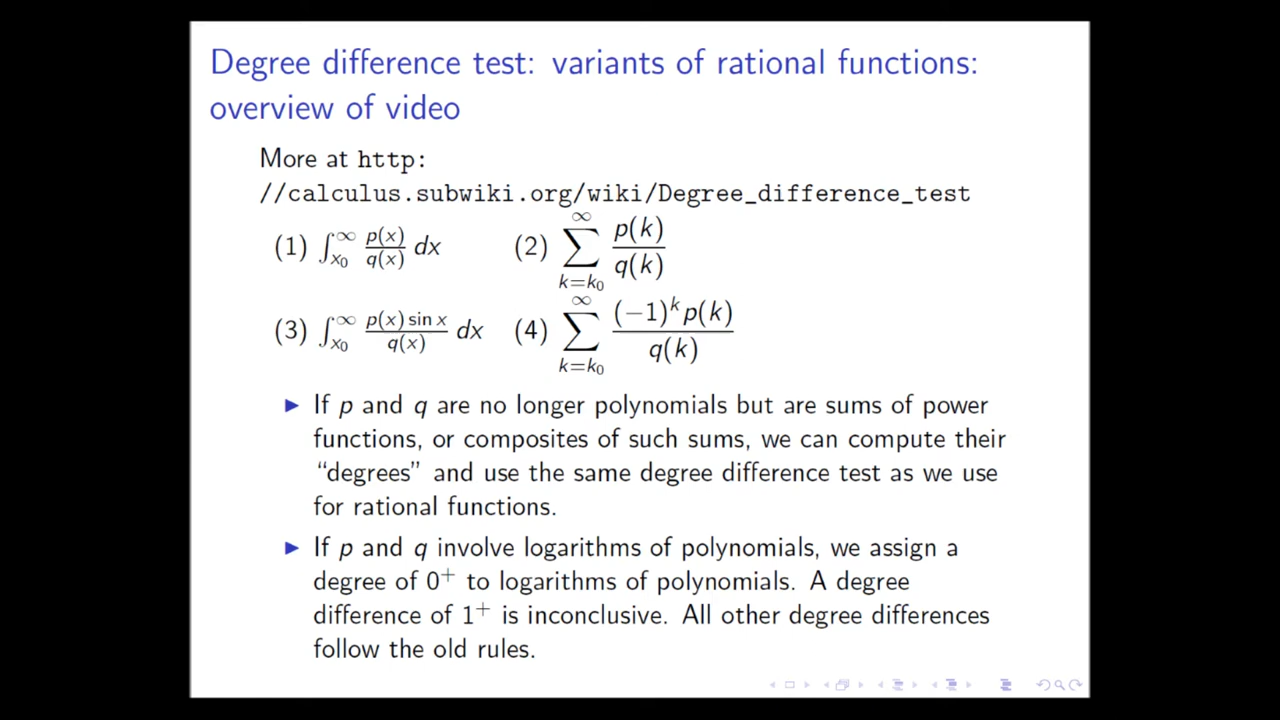 Degree difference test: variants of rational functions:
overview of video
More at http:
//calculus.subwiki.org/wiki/Degree_difference_test
(1) ∫_{x₀}^{∞} p(x)/q(x) dx (2) ∑_{k=k₀}^{∞} p(k)/q(k)
(3) ∫_{x₀}^{∞} p(x) sin x/q(x) dx (4) ∑_{k=k₀}^{∞} (−1)^k p(k)/q(k)
▶ If p and q are no longer polynomials but are sums of power
functions, or composites of such sums, we can compute their
“degrees” and use the same degree difference test as we use
for rational functions.
▶ If p and q involve logarithms of polynomials, we assign a
degree of 0⁺ to logarithms of polynomials. A degree
difference of 1⁺ is inconclusive. All other degree differences
follow the old rules.